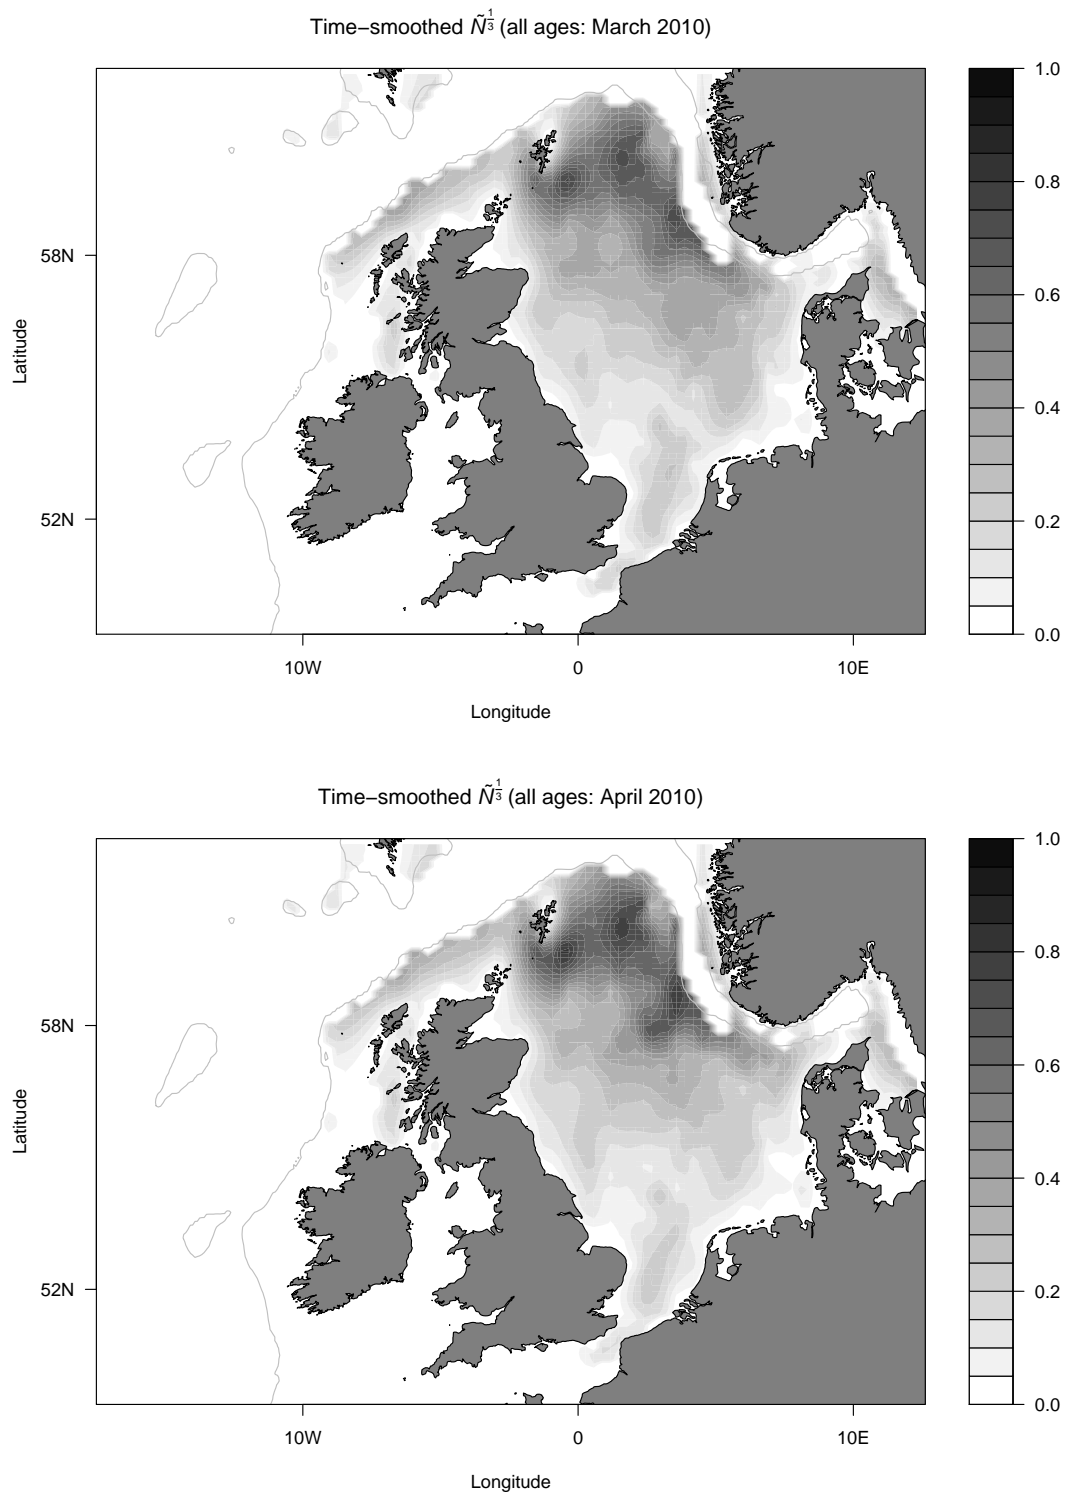 Time−smoothed Ñ^{1/3} (all ages: March 2010)
1.0
0.8
58N
0.6
Latitude
0.4
52N
0.2
0.0
10W 0 10E
Longitude
Time−smoothed Ñ^{1/3} (all ages: April 2010)
1.0
0.8
58N
0.6
Latitude
0.4
52N
0.2
0.0
10W 0 10E
Longitude